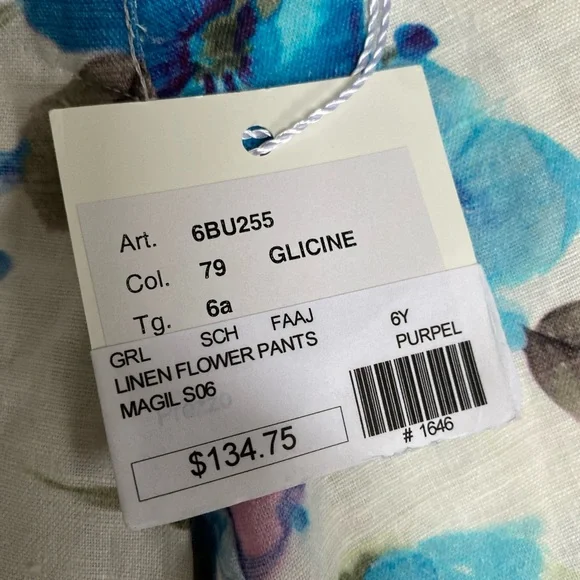 Art. 6BU255
Col. 79 GLICINE
Tg. 6a
GRL SCH FAAJ 6Y
LINEN FLOWER PANTS PURPEL
MAGIL S06
$134.75
# 1646